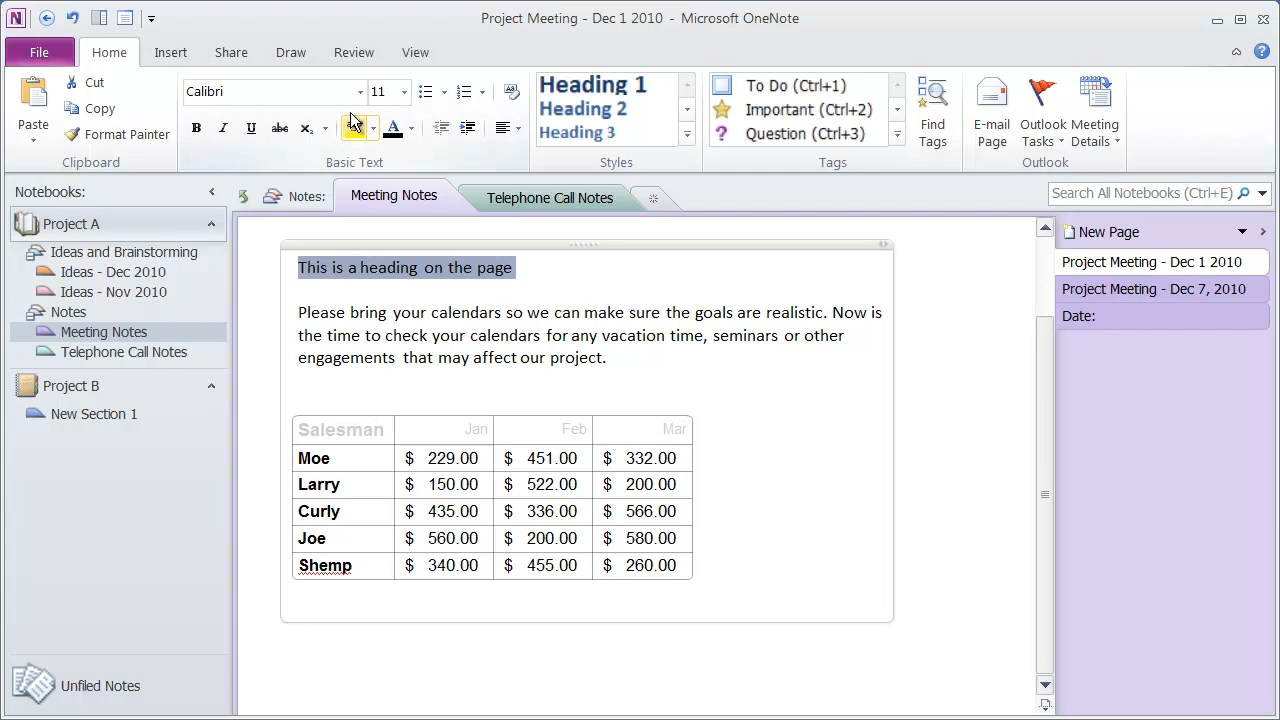 Project Meeting - Dec 1 2010 - Microsoft OneNote
File Home Insert Share Draw Review View
Paste
Cut
Copy
Format Painter
Clipboard
Calibri 11
B I U abc X₂ A
Basic Text
Heading 1
Heading 2
Heading 3
Styles
To Do (Ctrl+1)
Important (Ctrl+2)
Question (Ctrl+3)
Tags
Find
Tags
E-mail
Page
Outlook
Tasks
Meeting
Details
Outlook
Notebooks:
Project A
Ideas and Brainstorming
Ideas - Dec 2010
Ideas - Nov 2010
Notes
Meeting Notes
Telephone Call Notes
Project B
New Section 1
Unfiled Notes
Notes: Meeting Notes Telephone Call Notes
Search All Notebooks (Ctrl+E)
This is a heading on the page
Please bring your calendars so we can make sure the goals are realistic. Now is
the time to check your calendars for any vacation time, seminars or other
engagements that may affect our project.
Salesman Jan Feb Mar
Moe $ 229.00 $ 451.00 $ 332.00
Larry $ 150.00 $ 522.00 $ 200.00
Curly $ 435.00 $ 336.00 $ 566.00
Joe $ 560.00 $ 200.00 $ 580.00
Shemp $ 340.00 $ 455.00 $ 260.00
New Page
Project Meeting - Dec 1 2010
Project Meeting - Dec 7, 2010
Date: